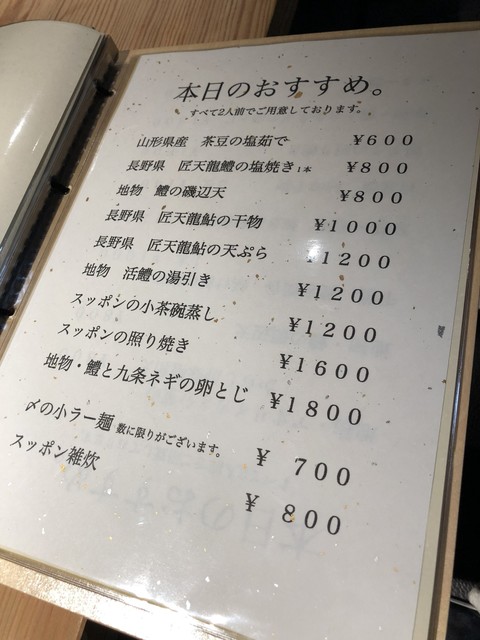 本日のおすすめ。
すべて2人前でご用意しております。
山形県産 茶豆の塩茹で ¥600
長野県 匠天龍鱧の塩焼き1本 ¥800
地物 鱧の磯辺天 ¥800
長野県 匠天龍鮎の干物 ¥1000
長野県 匠天龍鮎の天ぷら ¥1200
地物 活鱧の湯引き ¥1200
スッポンの小茶碗蒸し ¥1200
スッポンの照り焼き ¥1600
地物・鱧と九条ネギの卵とじ ¥1800
〆の小ラー麺 数に限りがございます。 ¥700
スッポン雑炊 ¥800